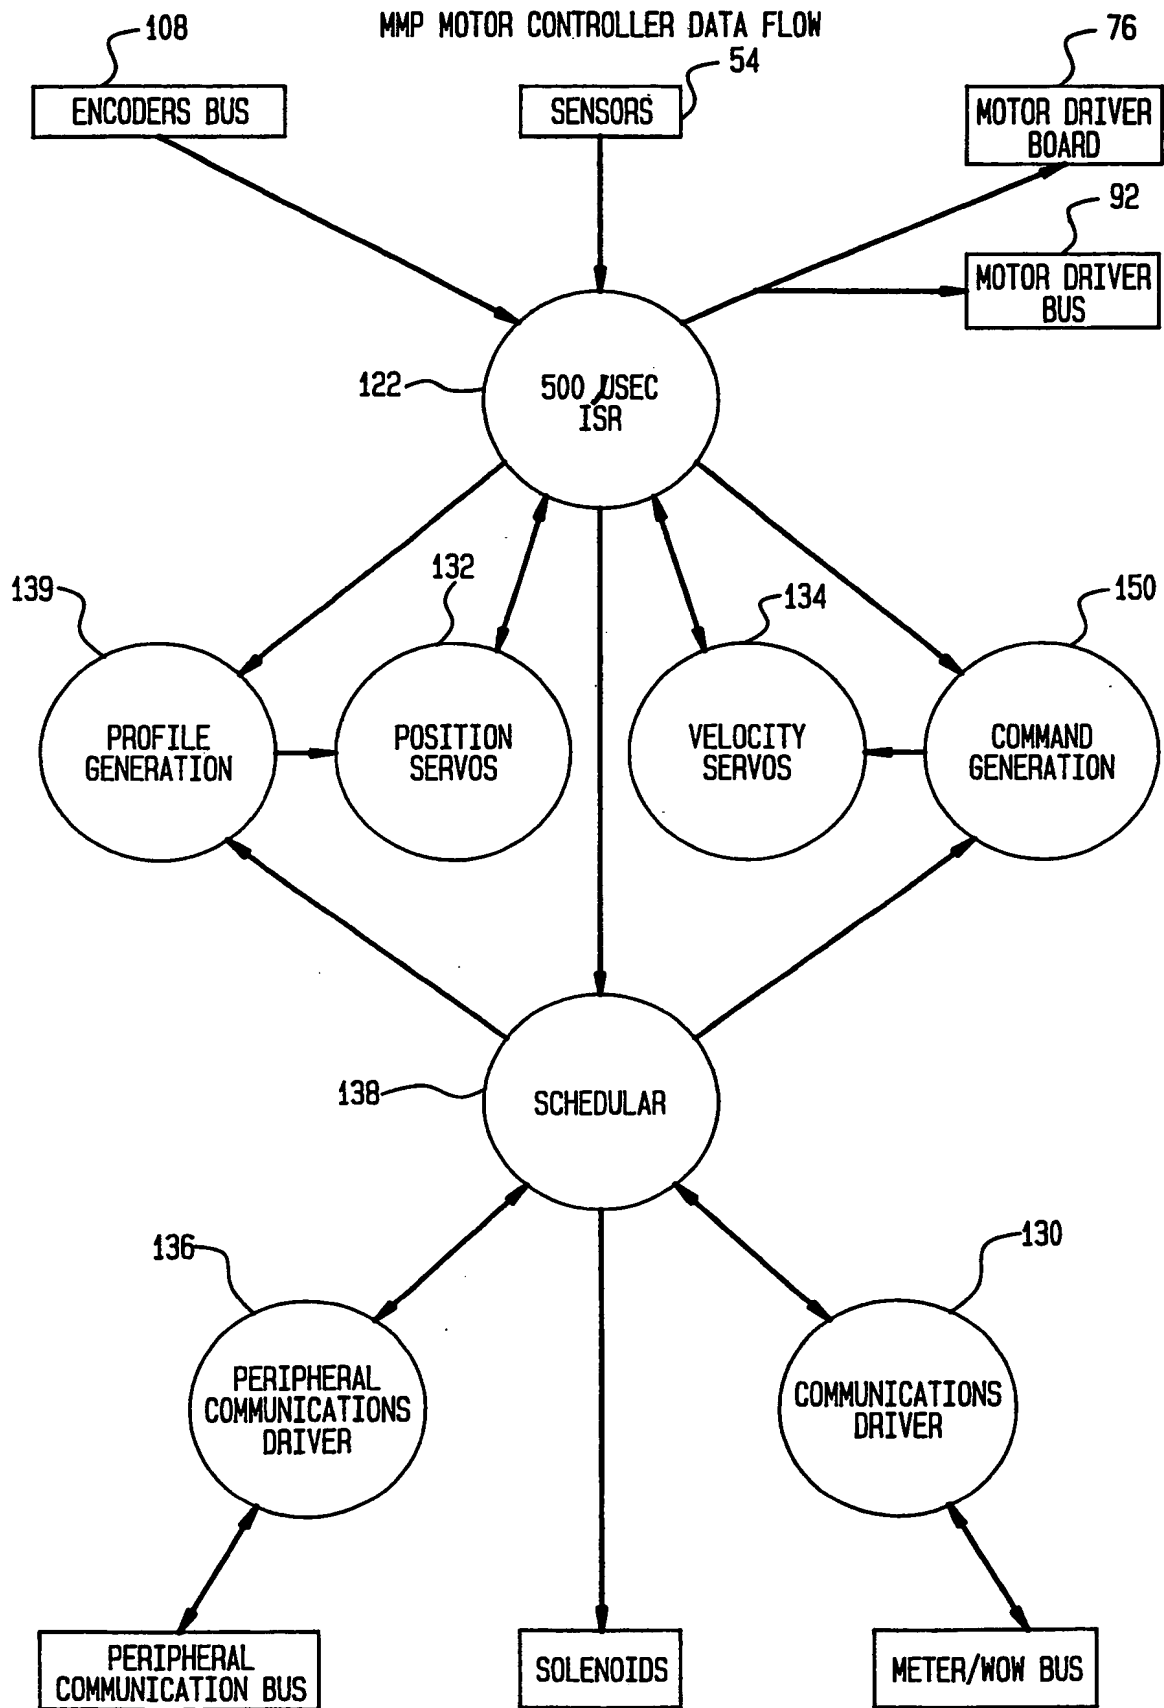 MMP MOTOR CONTROLLER DATA FLOW
108
54
76
ENCODERS BUS
SENSORS
MOTOR DRIVER
BOARD
92
MOTOR DRIVER
BUS
122
500 µSEC
ISR
139
132
134
150
PROFILE
GENERATION
POSITION
SERVOS
VELOCITY
SERVOS
COMMAND
GENERATION
138
SCHEDULAR
136
130
PERIPHERAL
COMMUNICATIONS
DRIVER
COMMUNICATIONS
DRIVER
PERIPHERAL
COMMUNICATION BUS
SOLENOIDS
METER/WOW BUS